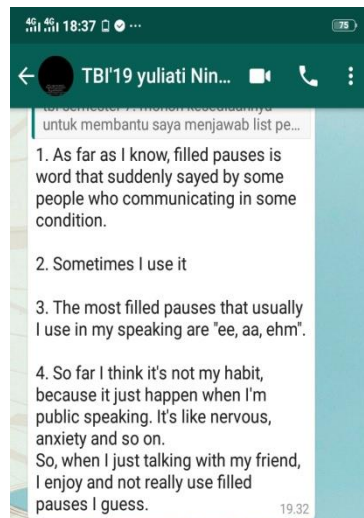 4G 4G 18:37
75
TBI'19 yuliati Nin...
untuk membantu saya menjawab list pe...
1. As far as I know, filled pauses is
word that suddenly sayed by some
people who communicating in some
condition.
2. Sometimes I use it
3. The most filled pauses that usually
I use in my speaking are "ee, aa, ehm".
4. So far I think it's not my habit,
because it just happen when I'm
public speaking. It's like nervous,
anxiety and so on.
So, when I just talking with my friend,
I enjoy and not really use filled
pauses I guess.
19.32